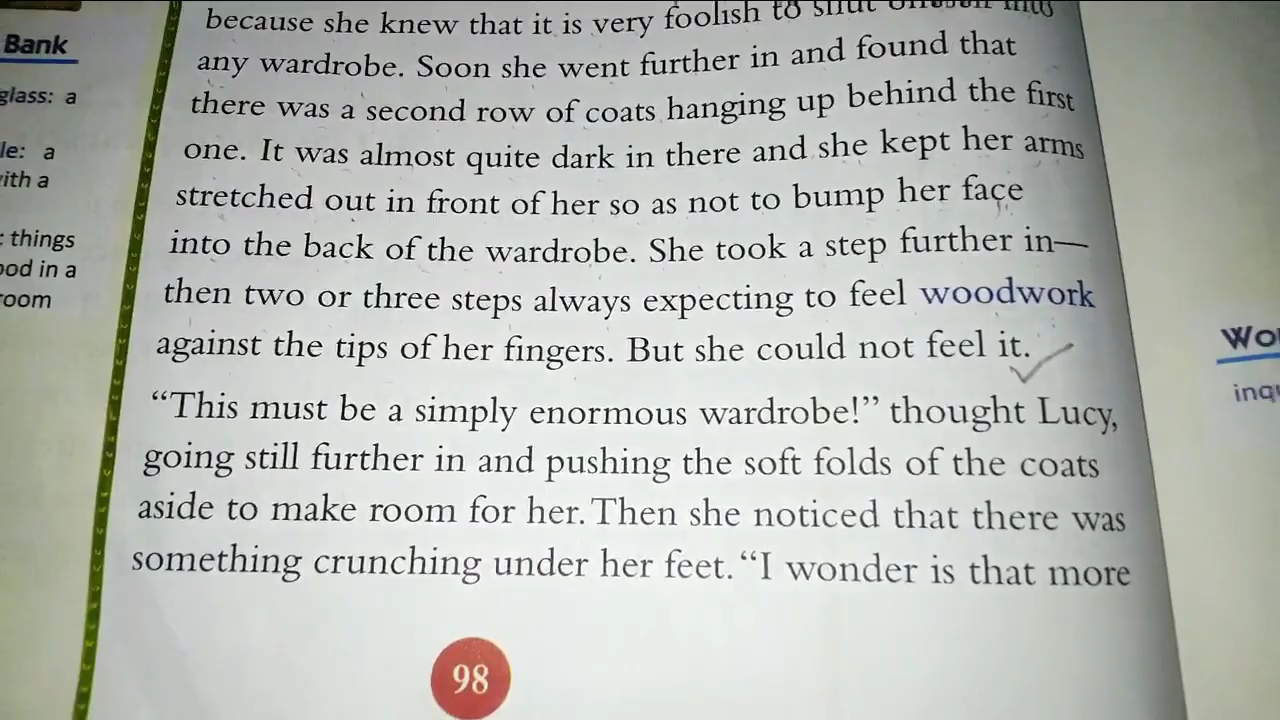 Bank
glass: a
a
with a
things
in a
room
because she knew that it is very foolish to shut oneself into
any wardrobe. Soon she went further in and found that
there was a second row of coats hanging up behind the first
one. It was almost quite dark in there and she kept her arms
stretched out in front of her so as not to bump her face
into the back of the wardrobe. She took a step further in—
then two or three steps always expecting to feel woodwork
against the tips of her fingers. But she could not feel it.
“This must be a simply enormous wardrobe!” thought Lucy,
going still further in and pushing the soft folds of the coats
aside to make room for her. Then she noticed that there was
something crunching under her feet. “I wonder is that more
98